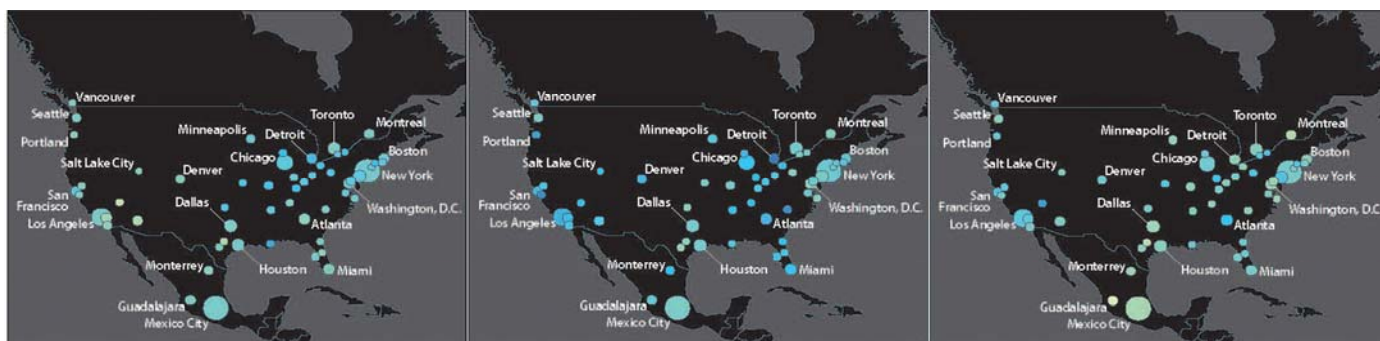 Vancouver
Seattle
Portland
Minneapolis
Toronto
Detroit
Montreal
Salt Lake City
Denver
Chicago
Boston
New York
San
Francisco
Los Angeles
Dallas
Atlanta
Washington, D.C.
Monterrey
Houston
Miami
Guadalajara
Mexico City
Vancouver
Seattle
Portland
Minneapolis
Toronto
Detroit
Montreal
Salt Lake City
Denver
Chicago
Boston
New York
San
Francisco
Los Angeles
Dallas
Atlanta
Washington, D.C.
Monterrey
Houston
Miami
Guadalajara
Mexico City
Vancouver
Seattle
Portland
Minneapolis
Toronto
Detroit
Montreal
Salt Lake City
Denver
Chicago
Boston
New York
San
Francisco
Los Angeles
Dallas
Atlanta
Washington, D.C.
Monterrey
Houston
Miami
Guadalajara
Mexico City